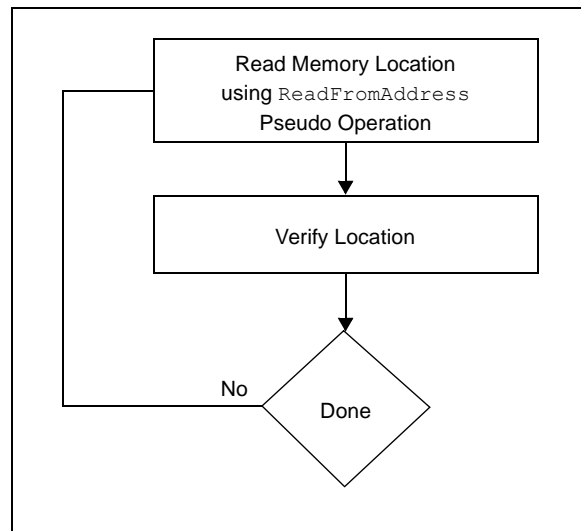 Read Memory Location
using ReadFromAddress
Pseudo Operation
Verify Location
No
Done